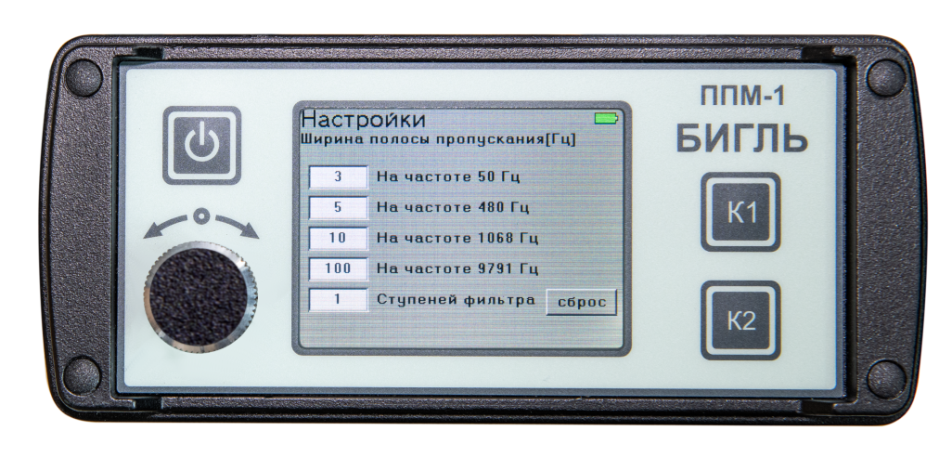 ППМ-1
БИГЛЬ
Настройки
Ширина полосы пропускания[Гц]
3 На частоте 50 Гц
5 На частоте 480 Гц
10 На частоте 1068 Гц
100 На частоте 9791 Гц
1 Ступеней фильтра сброс
К1
К2